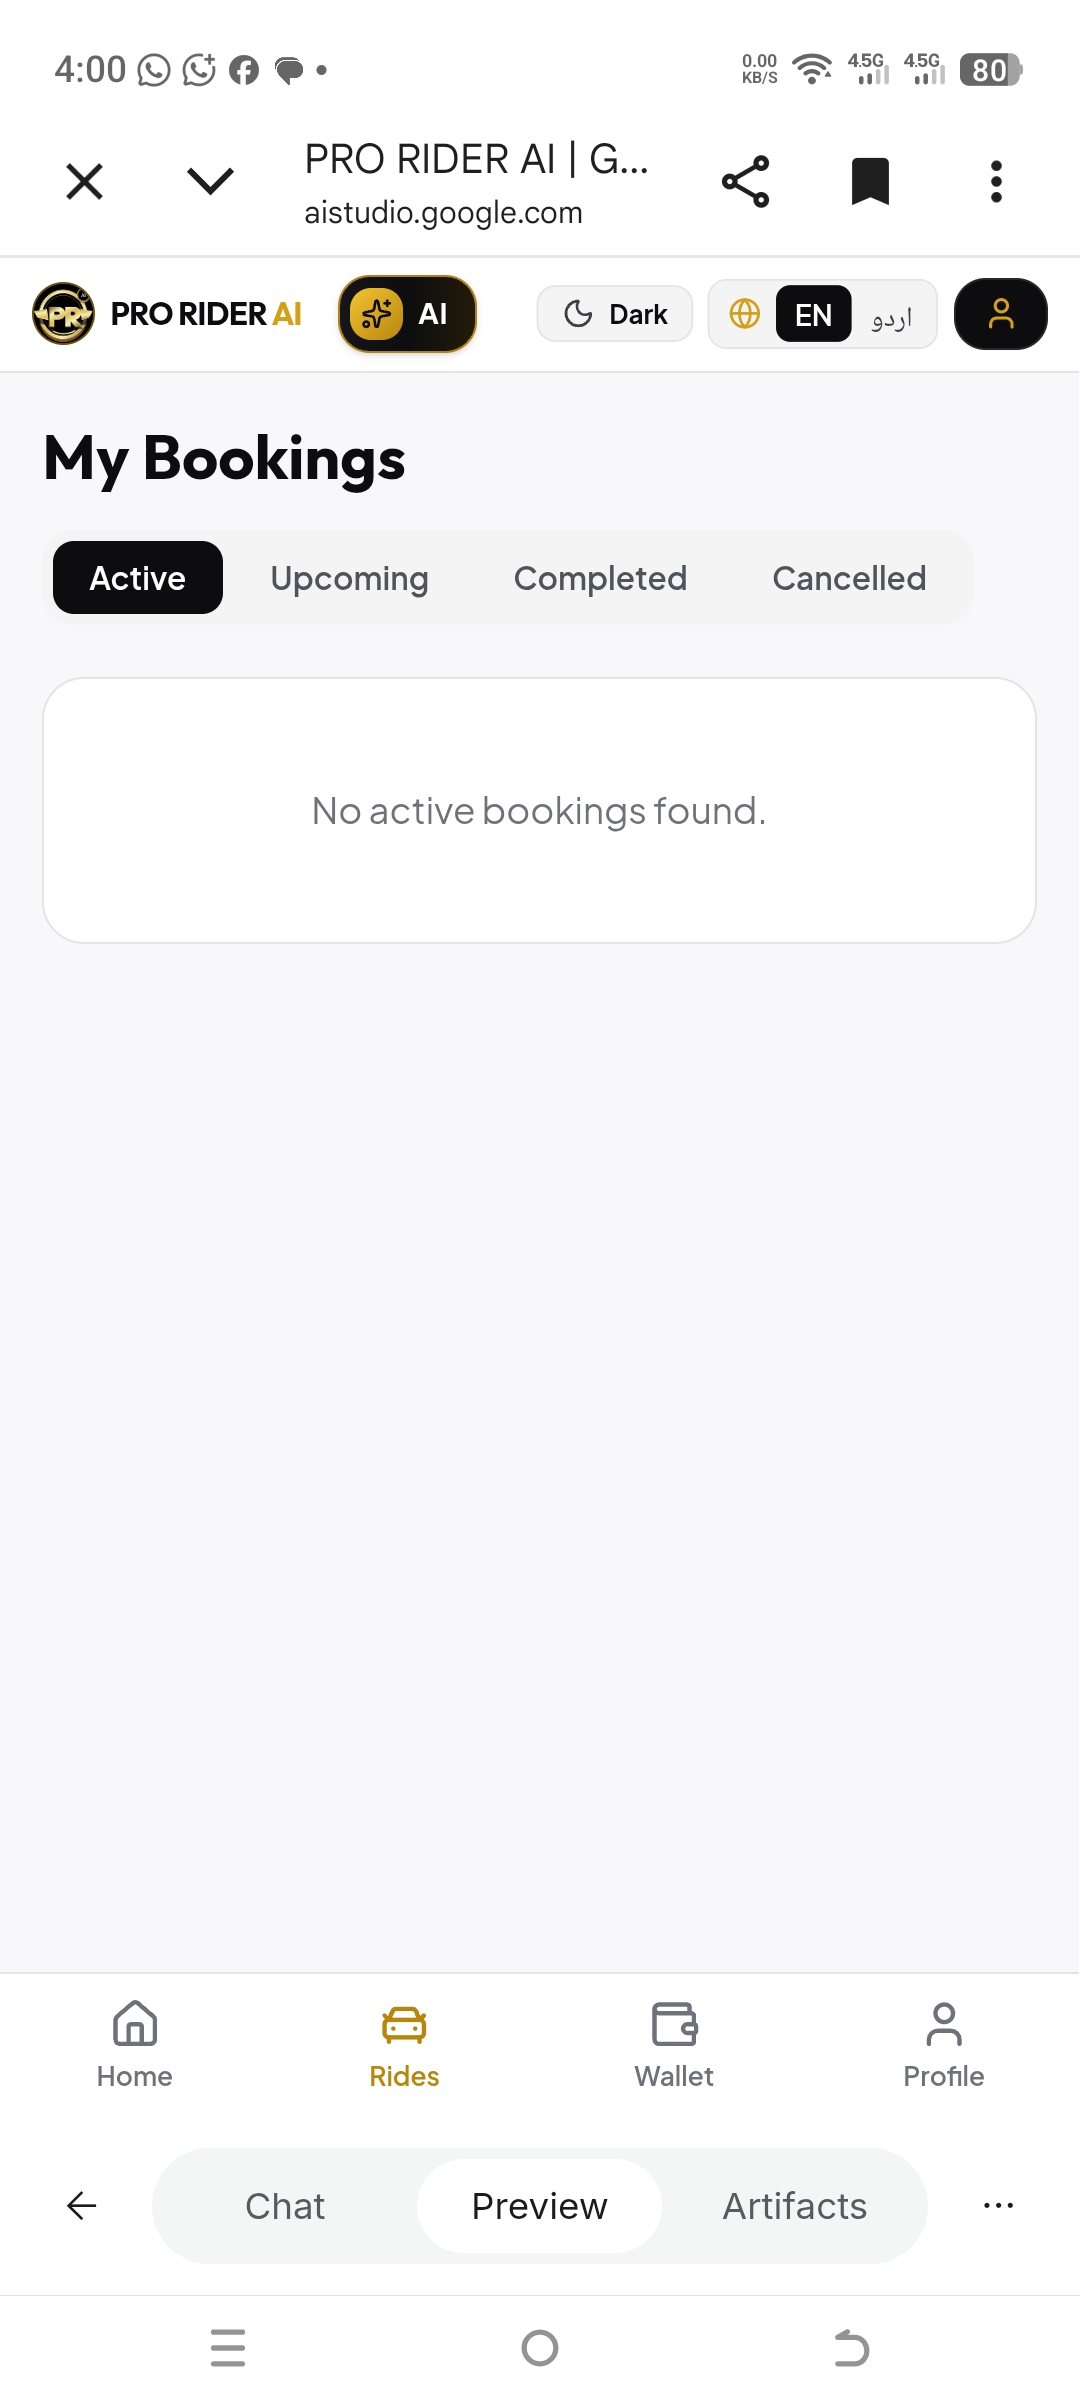 4:00
0.00
KB/S
4.5G
4.5G
80
PRO RIDER AI | G...
aistudio.google.com
PR
PRO RIDER AI
AI
Dark
EN
اردو
My Bookings
Active
Upcoming
Completed
Cancelled
No active bookings found.
Home
Rides
Wallet
Profile
Chat
Preview
Artifacts